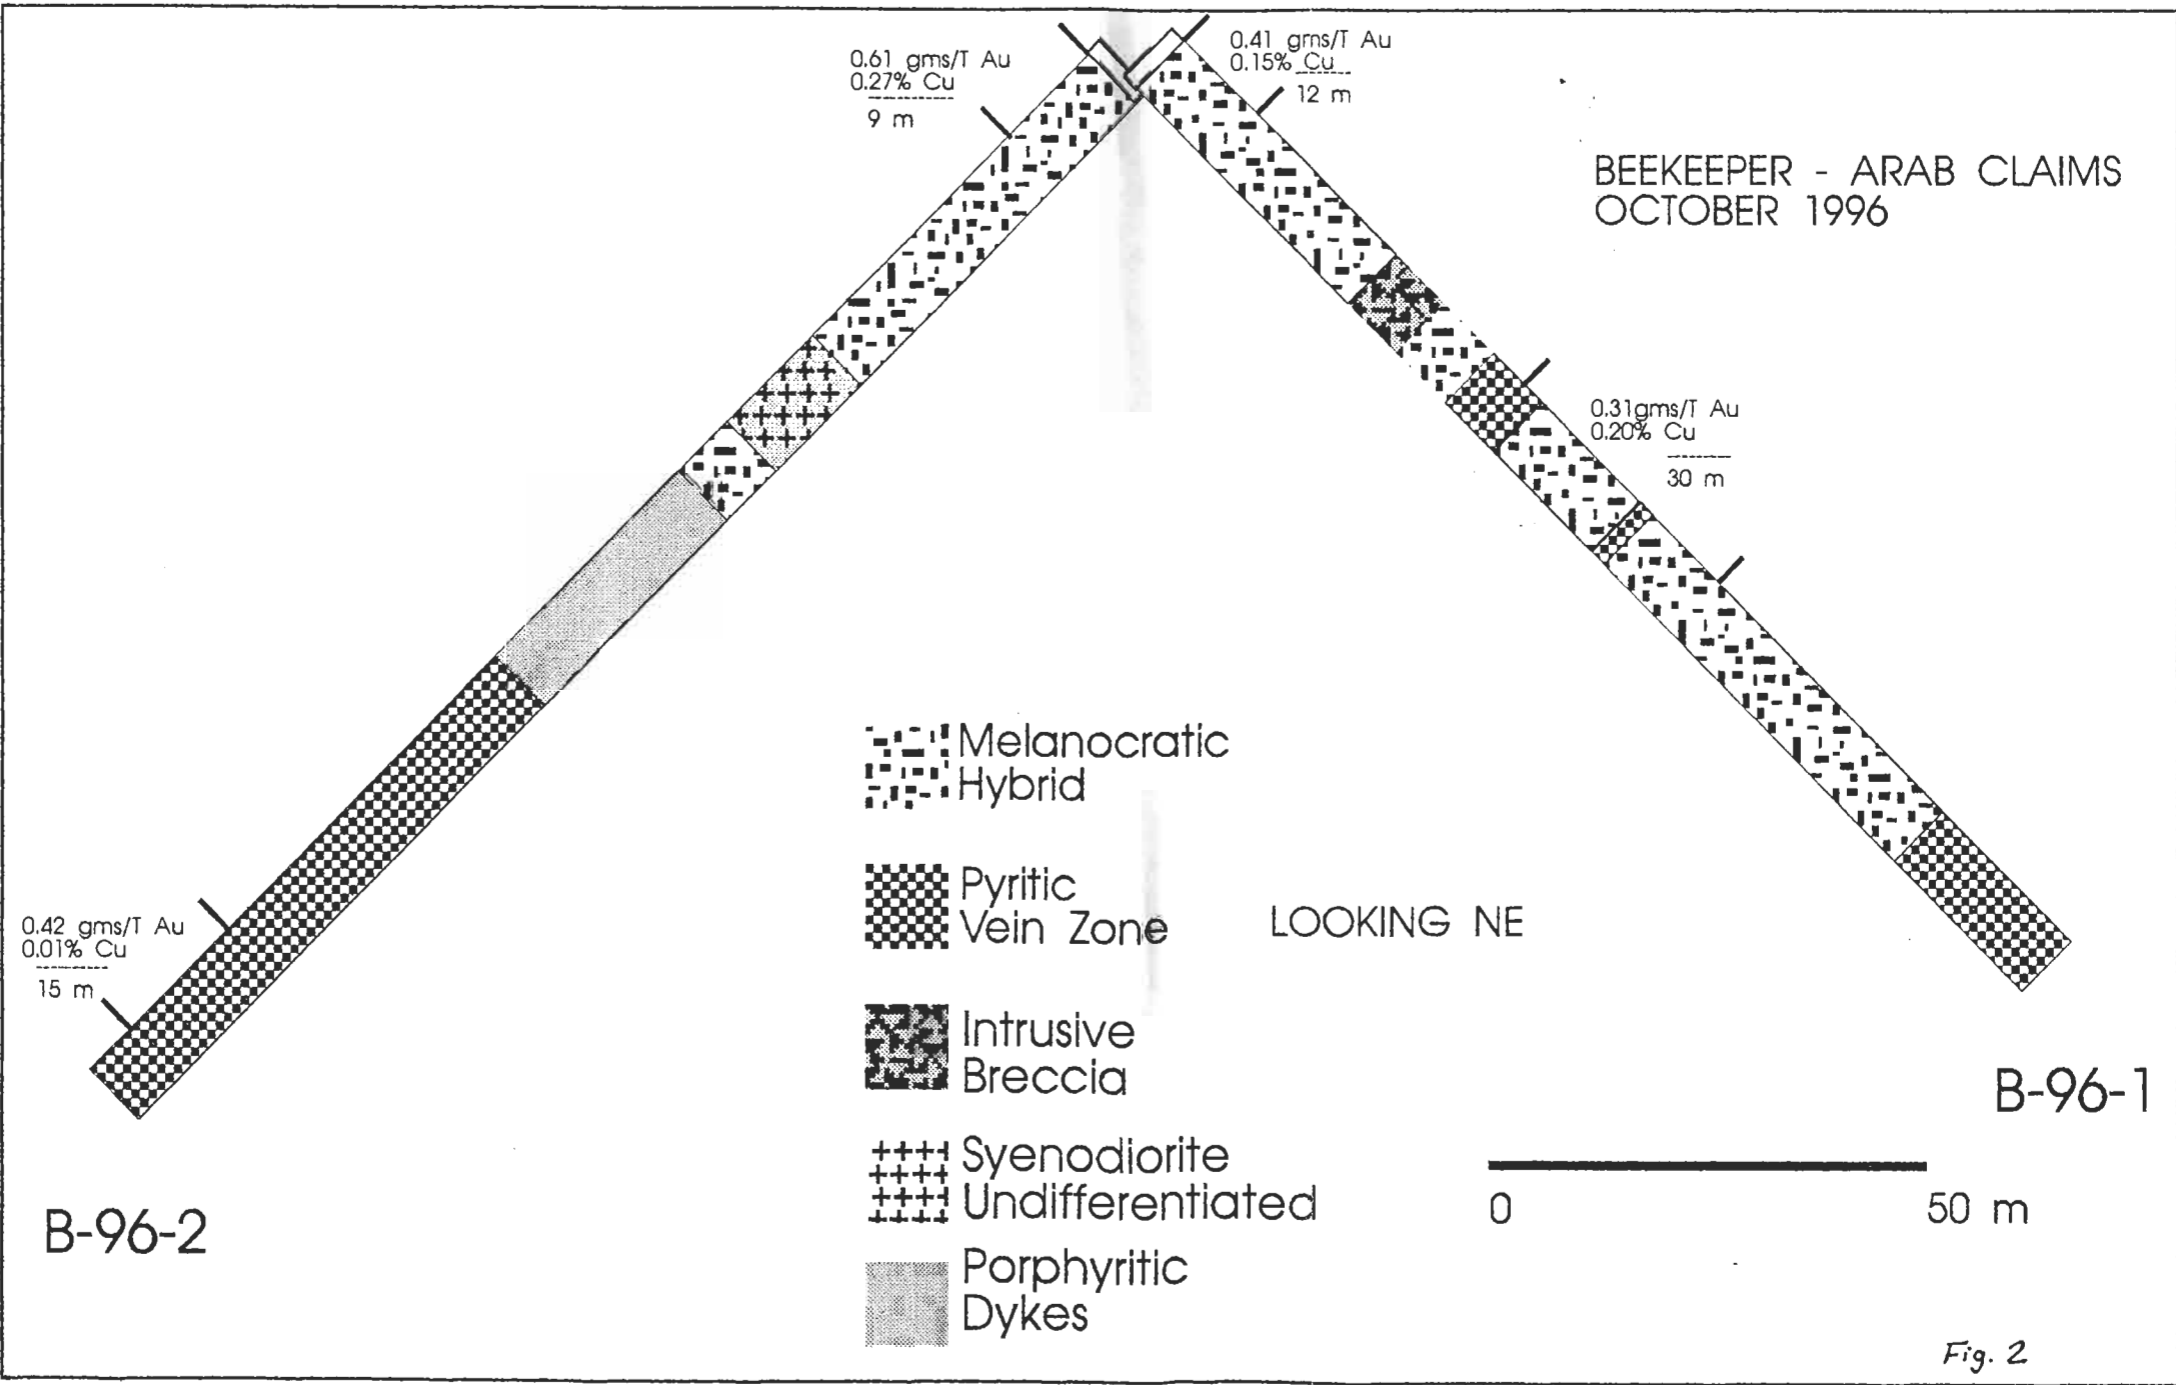 0.61 gms/T Au
0.27% Cu
9 m
0.41 gms/T Au
0.15% Cu
12 m
BEEKEEPER - ARAB CLAIMS
OCTOBER 1996
0.31gms/T Au
0.20% Cu
30 m
0.42 gms/T Au
0.01% Cu
15 m
Melanocratic
Hybrid
Pyritic
Vein Zone
LOOKING NE
Intrusive
Breccia
Syenodiorite
Undifferentiated
Porphyritic
Dykes
B-96-1
B-96-2
0
50 m
Fig. 2